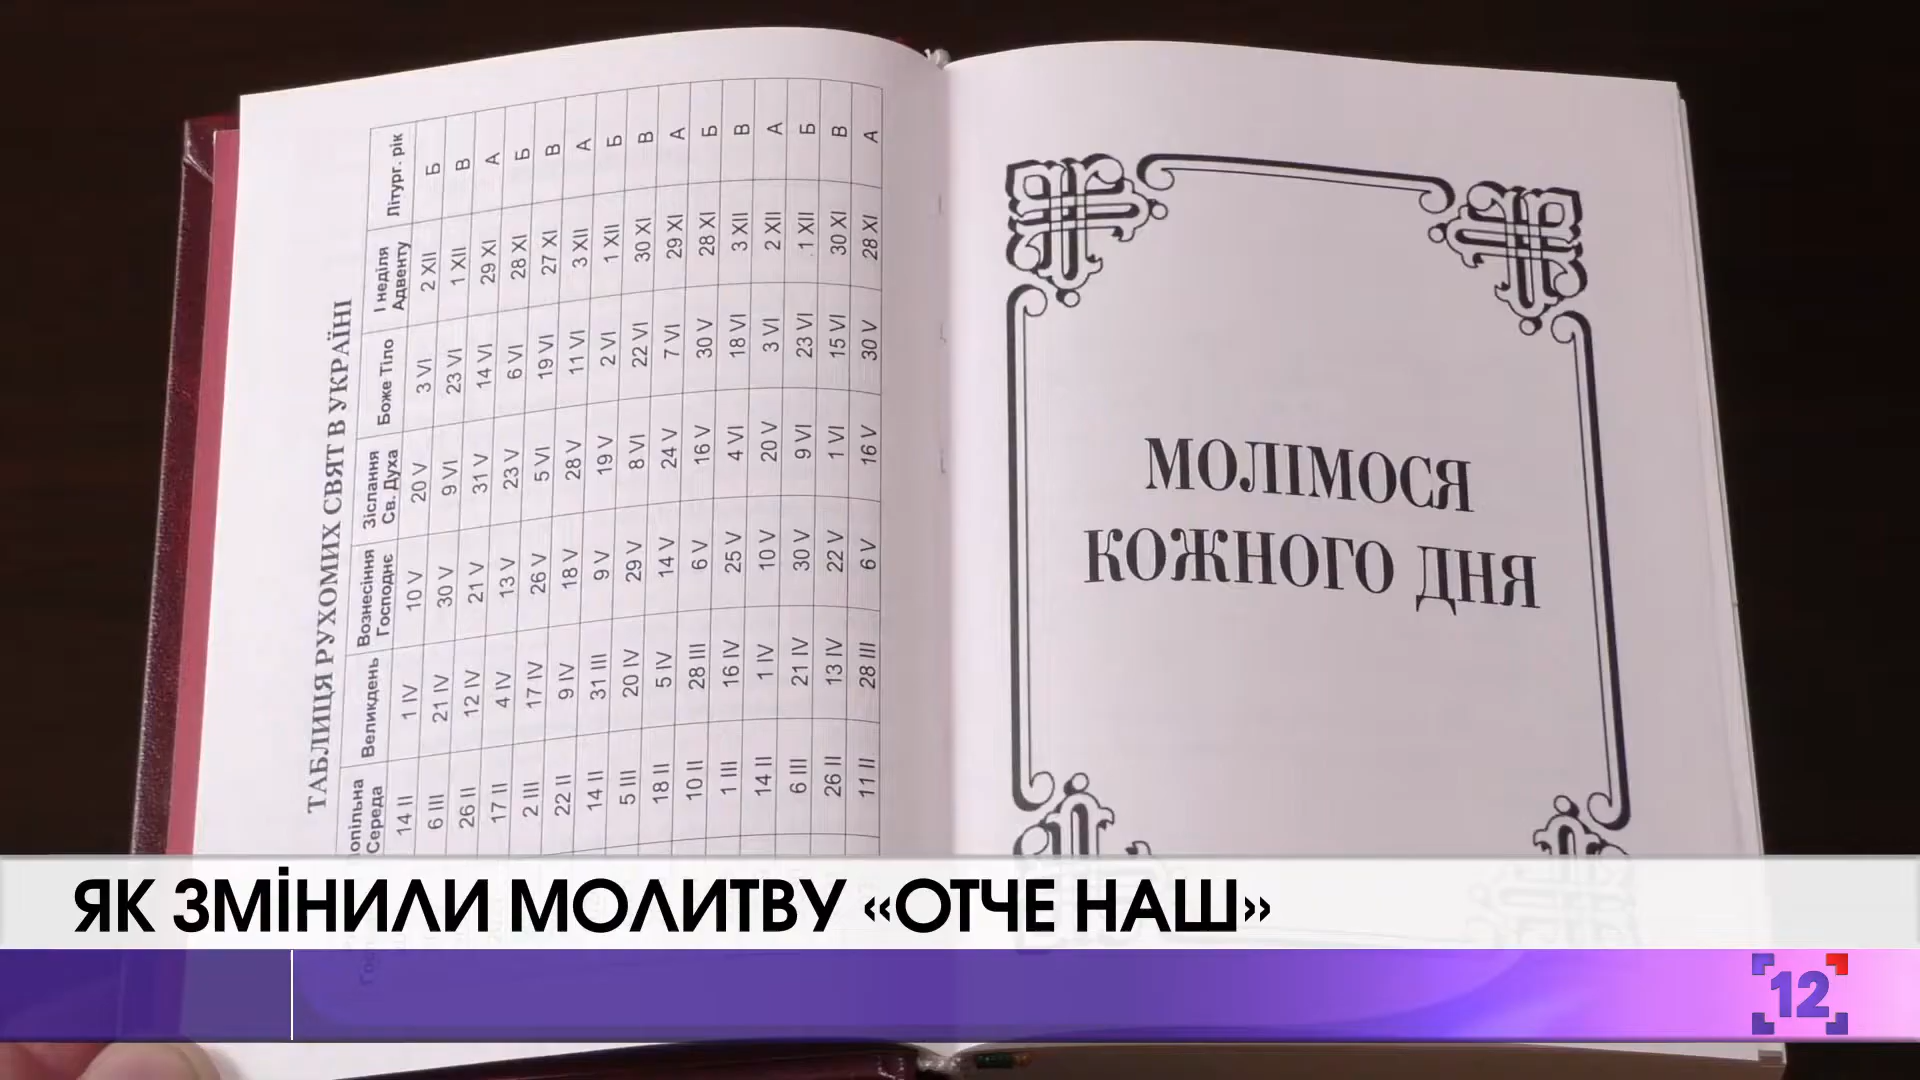 ТАБЛИЦЯ РУХОМИХ СВЯТ В УКРАЇНІ
Середа Великдень Вознесіння Господнє Зіслання Св. Духа Боже Тіло І неділя Адвенту Літург. рік
14 II 1 IV 10 V 20 V 3 VI 2 XII Б
6 III 21 IV 30 V 9 VI 23 VI 1 XII В
26 II 12 IV 21 V 31 V 14 VI 29 XI А
17 II 4 IV 13 V 23 V 6 VI 28 XI Б
2 III 17 IV 26 V 5 VI 19 VI 27 XI В
22 II 9 IV 18 V 28 V 11 VI 3 XII А
14 II 31 III 9 V 19 V 2 VI 1 XII Б
5 III 20 IV 29 V 8 VI 22 VI 30 XI В
18 II 5 IV 14 V 24 V 7 VI 29 XI А
10 II 28 III 6 V 16 V 30 V 28 XI Б
1 III 16 IV 25 V 4 VI 18 VI 3 XII В
14 II 1 IV 10 V 20 V 3 VI 2 XII А
6 III 21 IV 30 V 9 VI 23 VI 1 XII Б
26 II 13 IV 22 V 1 VI 15 VI 30 XI В
11 II 28 III 6 V 16 V 30 V 28 XI А
МОЛІМОСЯ
КОЖНОГО ДНЯ
ЯК ЗМІНИЛИ МОЛИТВУ «ОТЧЕ НАШ»
12